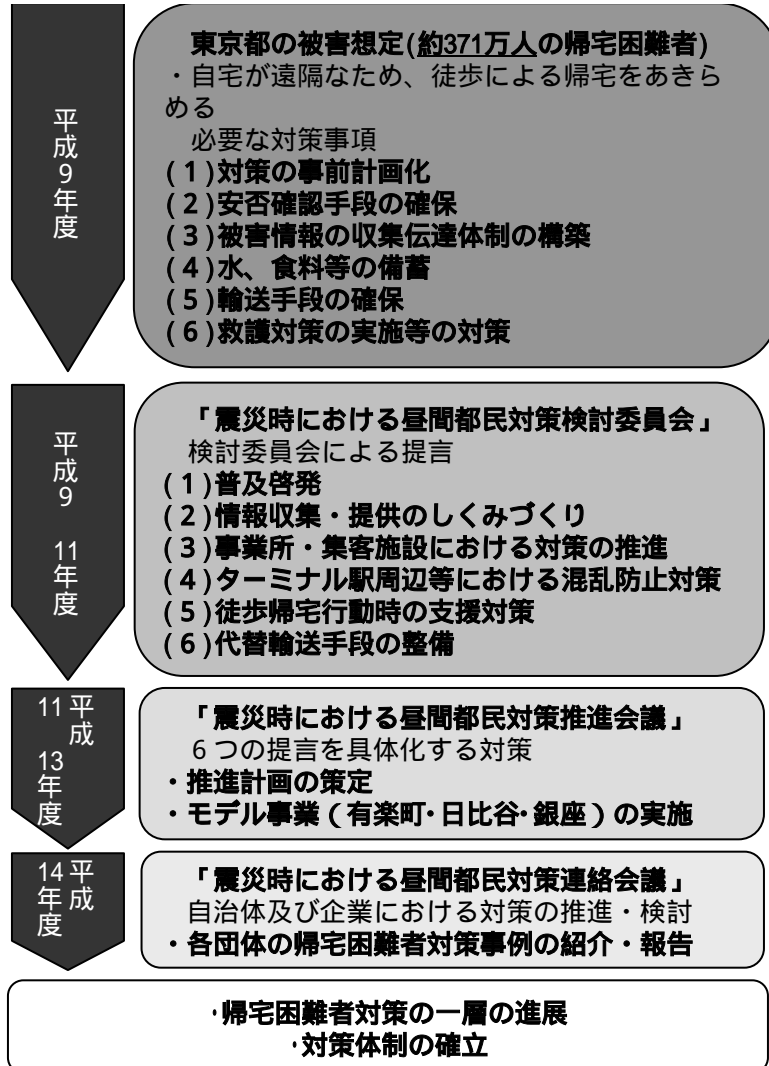 平成9年度
東京都の被害想定(約371万人の帰宅困難者)
・自宅が遠隔なため、徒歩による帰宅をあきら
める
必要な対策事項
(1)対策の事前計画化
(2)安否確認手段の確保
(3)被害情報の収集伝達体制の構築
(4)水、食料等の備蓄
(5)輸送手段の確保
(6)救護対策の実施等の対策
平成9 11年度
「震災時における昼間都民対策検討委員会」
検討委員会による提言
(1)普及啓発
(2)情報収集・提供のしくみづくり
(3)事業所・集客施設における対策の推進
(4)ターミナル駅周辺等における混乱防止対策
(5)徒歩帰宅行動時の支援対策
(6)代替輸送手段の整備
平成
11 13年度
「震災時における昼間都民対策推進会議」
6つの提言を具体化する対策
・推進計画の策定
・モデル事業(有楽町・日比谷・銀座)の実施
平成
14年度
「震災時における昼間都民対策連絡会議」
自治体及び企業における対策の推進・検討
・各団体の帰宅困難者対策事例の紹介・報告
・帰宅困難者対策の一層の進展
・対策体制の確立